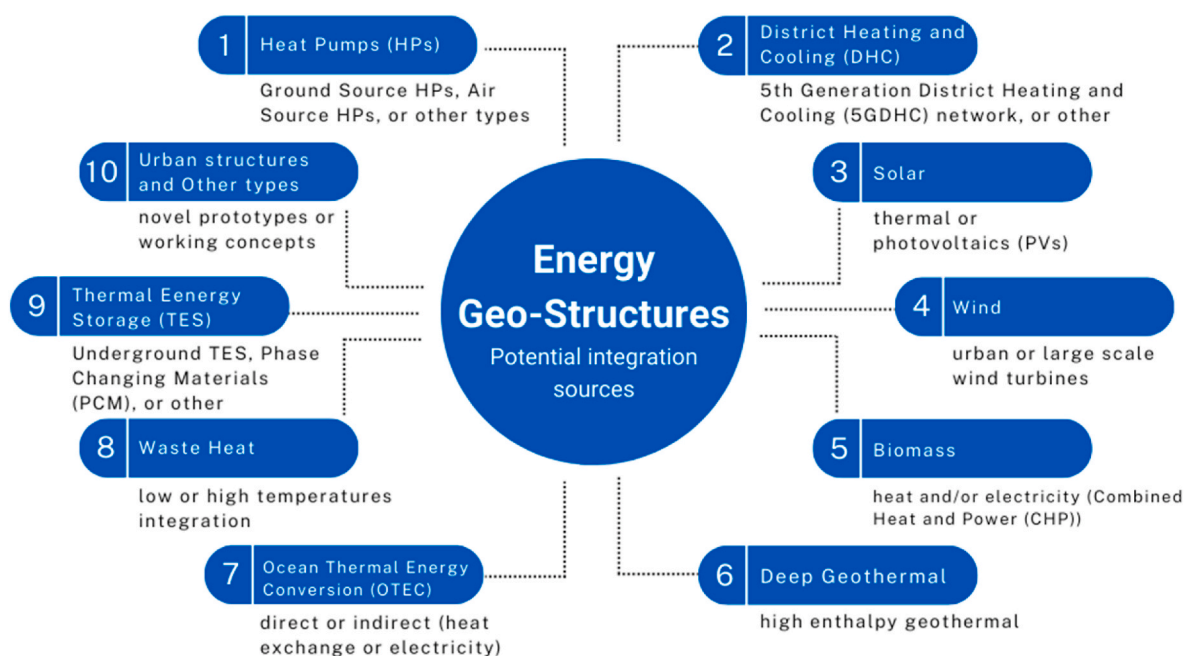 Energy
Geo-Structures
Potential integration
sources
1
Heat Pumps (HPs)
Ground Source HPs, Air
Source HPs, or other types
2
District Heating and
Cooling (DHC)
5th Generation District Heating and
Cooling (5GDHC) network, or other
3
Solar
thermal or
photovoltaics (PVs)
4
Wind
urban or large scale
wind turbines
5
Biomass
heat and/or electricity (Combined
Heat and Power (CHP))
6
Deep Geothermal
high enthalpy geothermal
7
Ocean Thermal Energy
Conversion (OTEC)
direct or indirect (heat
exchange or electricity)
8
Waste Heat
low or high temperatures
integration
9
Thermal Eenergy
Storage (TES)
Underground TES, Phase
Changing Materials
(PCM), or other
10
Urban structures
and Other types
novel prototypes or
working concepts